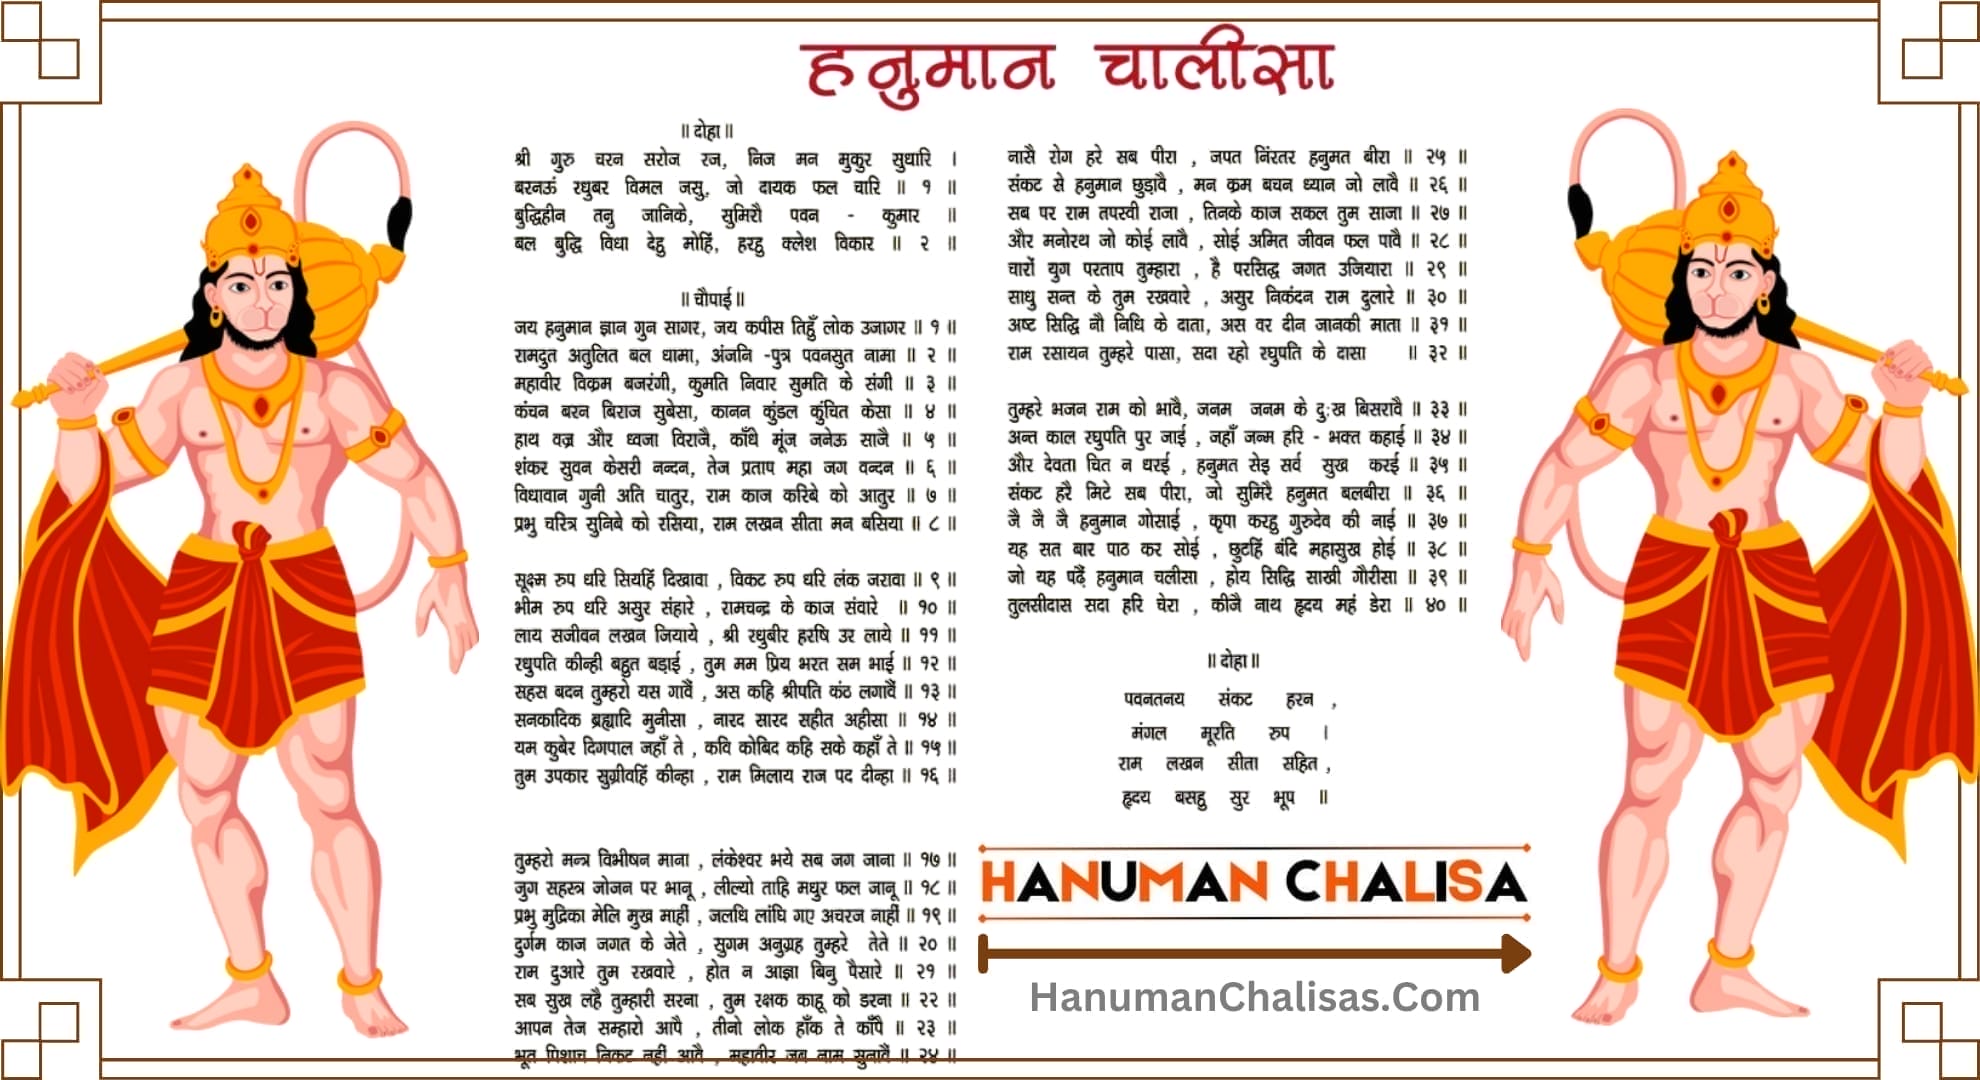 हनुमान चालीसा
॥ दोहा ॥
श्री गुरु चरन सरोज रज, निज मन मुकुर सुधारि ।
बरनऊं रघुबर विमल जसु, जो दायक फल चारि ॥ १ ॥
बुद्धिहीन तनु जानिके, सुमिरौ पवन - कुमार ॥
बल बुद्धि विधा देहु मोहिं, हरहु क्लेश विकार ॥ २ ॥
॥ चौपाई ॥
जय हनुमान ज्ञान गुन सागर, जय कपीस तिहुँ लोक उजागर ॥ १ ॥
रामदुत अतुलित बल धामा, अंजनि -पुत्र पवनसुत नामा ॥ २ ॥
महावीर विक्रम बजरंगी, कुमति निवार सुमति के संगी ॥ ३ ॥
कंचन बरन बिराज सुबेसा, कानन कुंडल कुंचित केसा ॥ ४ ॥
हाय वज्र और ध्वजा विराजै, काँधे मूंज जनेऊ साजै ॥ ५ ॥
शंकर सुवन केसरी नन्दन, तेज प्रताप महा जग वन्दन ॥ ६ ॥
विधावान गुनी अति चातुर, राम काज करिबे को आतुर ॥ ७ ॥
प्रभु चरित्र सुनिबे को रसिया, राम लखन सीता मन बसिया ॥ ८ ॥
सूक्ष्म रुप धरि सियहिं दिखावा , विकट रुप धरि लंक जरावा ॥ ९ ॥
भीम रुप धरि असुर संहारे , रामचन्द्र के काज संवारे ॥ १० ॥
लाय सजीवन लखन जियाये , श्री रघुबीर हरषि उर लाये ॥ ११ ॥
रघुपति कीन्ही बहुत बड़ाई , तुम मम प्रिय भरत सम भाई ॥ १२ ॥
सहस बदन तुम्हरो यस गावैं , अस कहि श्रीपति कंठ लगावैं ॥ १३ ॥
सनकादिक ब्रह्मादि मुनीसा , नारद सारद सहीत अहीसा ॥ १४ ॥
यम कुबेर दिगपाल जहाँ ते , कवि कोबिद कहि सके कहाँ ते ॥ १५ ॥
तुम उपकार सुग्रीवहिं कीन्हा , राम मिलाय राज पद दीन्हा ॥ १६ ॥
तुम्हरो मन्त्र विभीषन माना , लंकेश्वर भये सब जग जाना ॥ १७ ॥
जुग सहस्त्र जोजन पर भानू , लील्यो ताहि मधुर फल जानू ॥ १८ ॥
प्रभु मुद्रिका मेलि मुख माहीं , जलधि लांघि गए अचरज नाहीं ॥ १९ ॥
दुर्गम काज जगत के जेते , सुगम अनुग्रह तुम्हरे तेते ॥ २० ॥
राम दुआरे तुम रखवारे , होत न आज्ञा बिनु पैसारे ॥ २१ ॥
सब सुख लहै तुम्हारी सरना , तुम रक्षक काहू को डरना ॥ २२ ॥
आपन तेज सम्हारो आपै , तीनो लोक हाँक ते काँपै ॥ २३ ॥
भूत पिशाच निकट नहीं आवै , महावीर जब नाम सुनावैं ॥ २४ ॥
नासै रोग हरे सब पीरा , जपत निंरतर हनुमत बीरा ॥ २५ ॥
संकट से हनुमान छुड़ावै , मन क्रम बचन ध्यान जो लावै ॥ २६ ॥
सब पर राम तपस्वी राजा , तिनके काज सकल तुम साजा ॥ २७ ॥
और मनोरथ जो कोई लावै , सोई अमित जीवन फल पावै ॥ २८ ॥
चारों युग परताप तुम्हारा , है परसिद्ध जगत उजियारा ॥ २९ ॥
साधु सन्त के तुम रखवारे , असुर निकंदन राम दुलारे ॥ ३० ॥
अष्ट सिद्धि नौ निधि के दाता, अस वर दीन जानकी माता ॥ ३१ ॥
राम रसायन तुम्हरे पासा, सदा रहो रघुपति के दासा ॥ ३२ ॥
तुम्हरे भजन राम को भावै, जनम जनम के दुःख बिसरावै ॥ ३३ ॥
अन्त काल रघुपति पुर जाई , जहाँ जन्म हरि - भक्त कहाई ॥ ३४ ॥
और देवता चित न धरई , हनुमत सेइ सर्व सुख करई ॥ ३५ ॥
संकट हरै मिटे सब पीरा, जो सुमिरै हनुमत बलबीरा ॥ ३६ ॥
जै जै जै हनुमान गोसाई , कृपा करहु गुरुदेव की नाई ॥ ३७ ॥
यह सत बार पाठ कर सोई , छुटहिं बंदि महासुख होई ॥ ३८ ॥
जो यह पढ़ैं हनुमान चलीसा , होय सिद्धि साखी गौरीसा ॥ ३९ ॥
तुलसीदास सदा हरि चेरा , कीजै नाथ हृदय महं डेरा ॥ ४० ॥
॥ दोहा ॥
पवनतनय संकट हरन ,
मंगल मूरति रुप ।
राम लखन सीता सहित ,
हृदय बसहु सुर भूप ॥
HANUMAN CHALISA
HanumanChalisas.Com